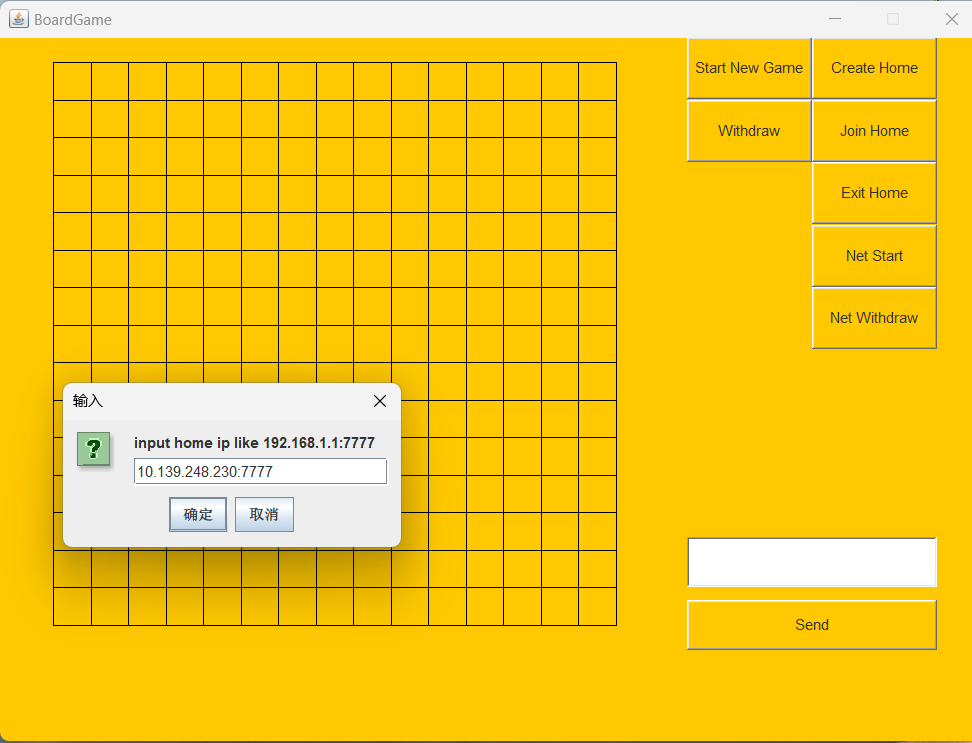 BoardGame
Start New Game
Create Home
Withdraw
Join Home
Exit Home
Net Start
Net Withdraw
输入
?
input home ip like 192.168.1.1:7777
10.139.248.230:7777
确定
取消
Send